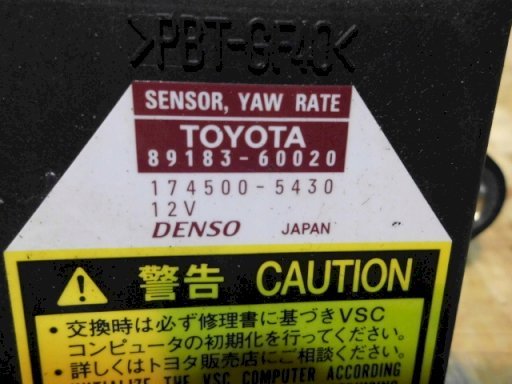 >PBT-GF40<
SENSOR, YAW RATE
TOYOTA
89183-60020
174500-5430
12V
DENSO JAPAN
警告 CAUTION
・交換時は必ず修理書に基づきVSC
コンピュータの初期化を行ってください。
・詳しくはトヨタ販売店にご相談ください。
INITIALIZE THE VSC COMPUTER ACCORDING